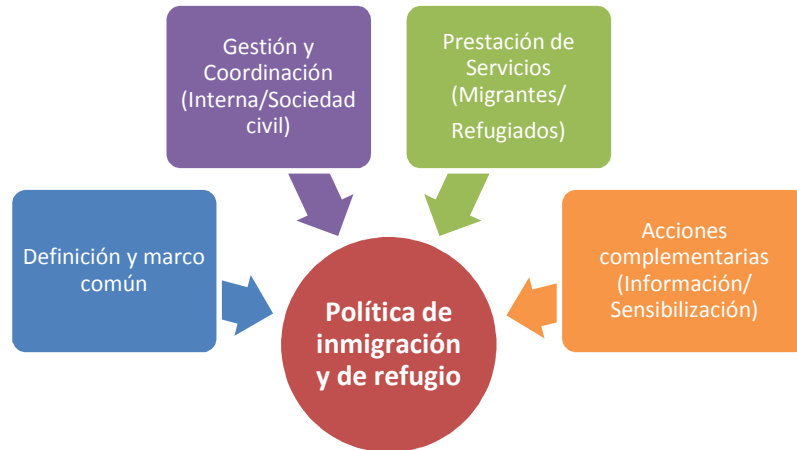 Gestión y
Coordinación
(Interna/Sociedad
civil)
Prestación de
Servicios
(Migrantes/
Refugiados)
Definición y marco
común
Acciones
complementarias
(Información/
Sensibilización)
Política de
inmigración
y de refugio